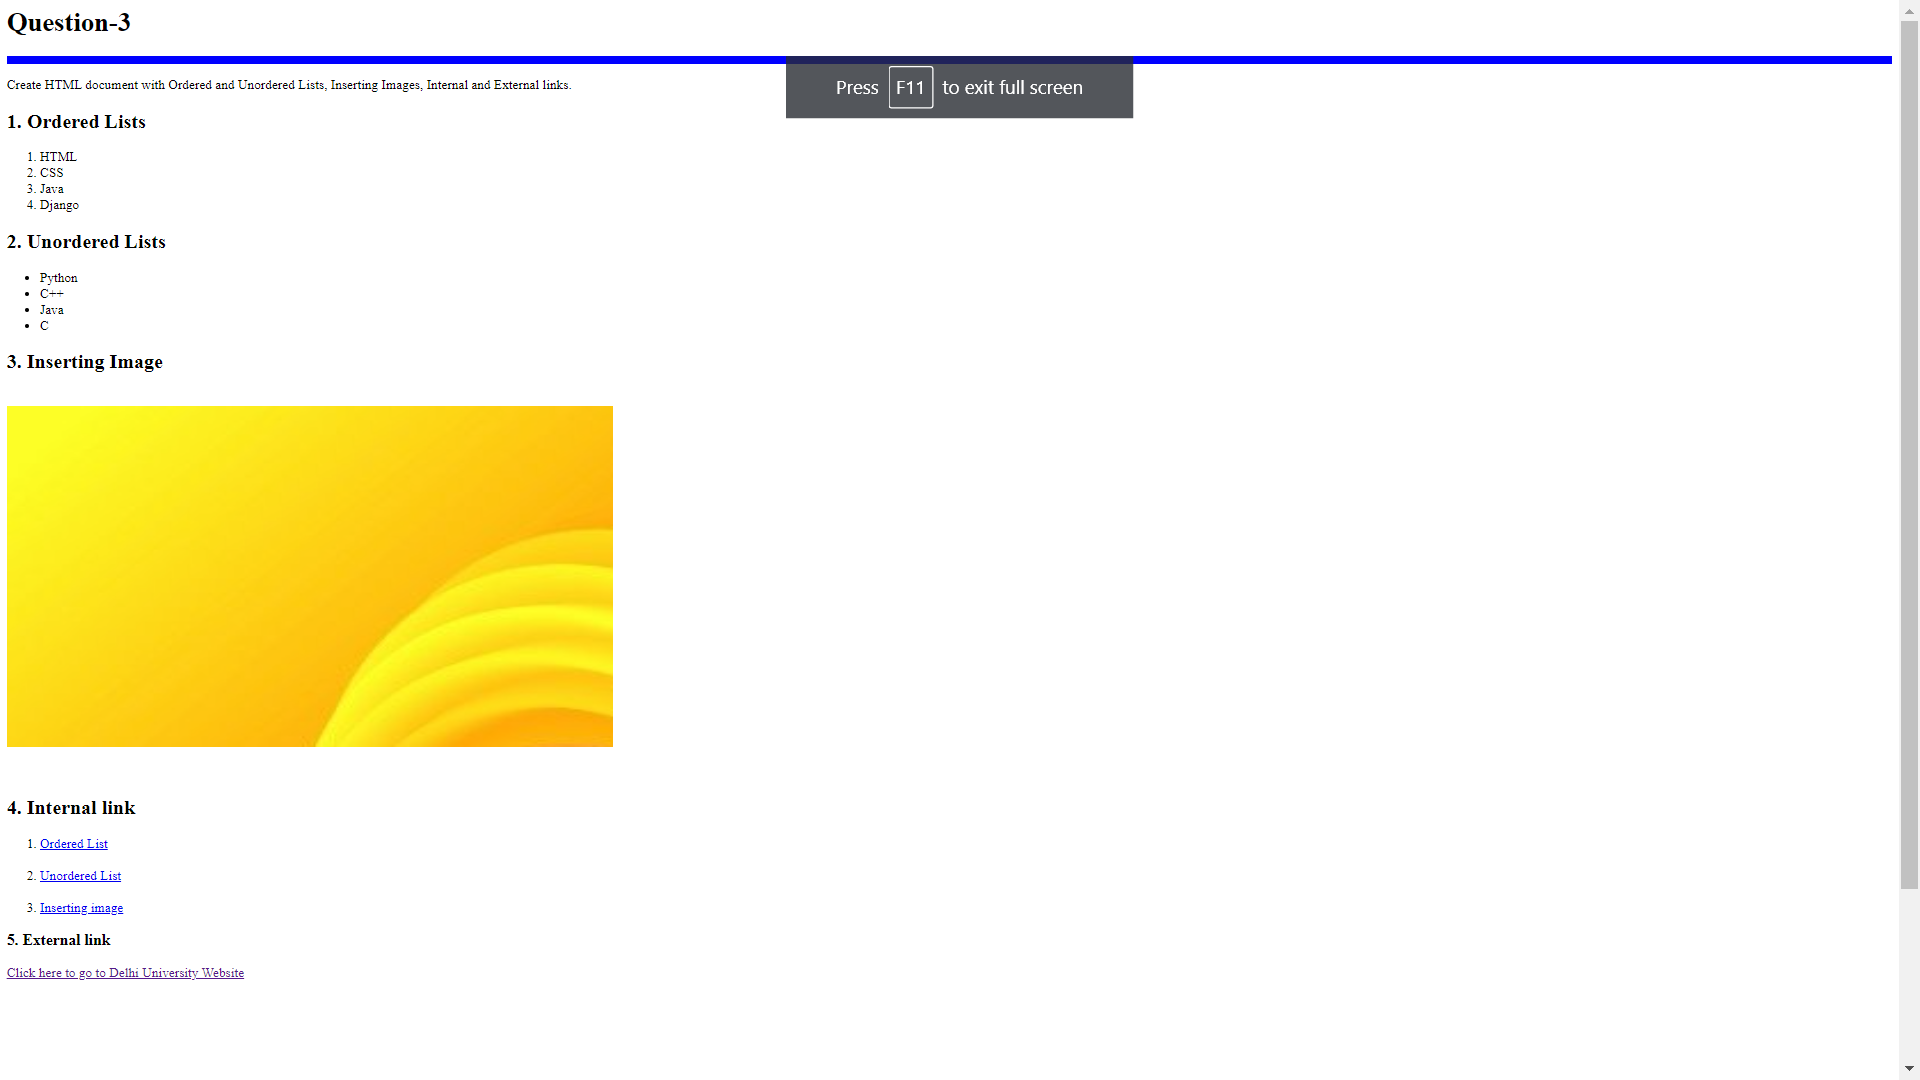 Question-3
Create HTML document with Ordered and Unordered Lists, Inserting Images, Internal and External links.
Press F11 to exit full screen
1. Ordered Lists
1. HTML
2. CSS
3. Java
4. Django
2. Unordered Lists
• Python
• C++
• Java
• C
3. Inserting Image
4. Internal link
1. Ordered List
2. Unordered List
3. Inserting image
5. External link
Click here to go to Delhi University Website